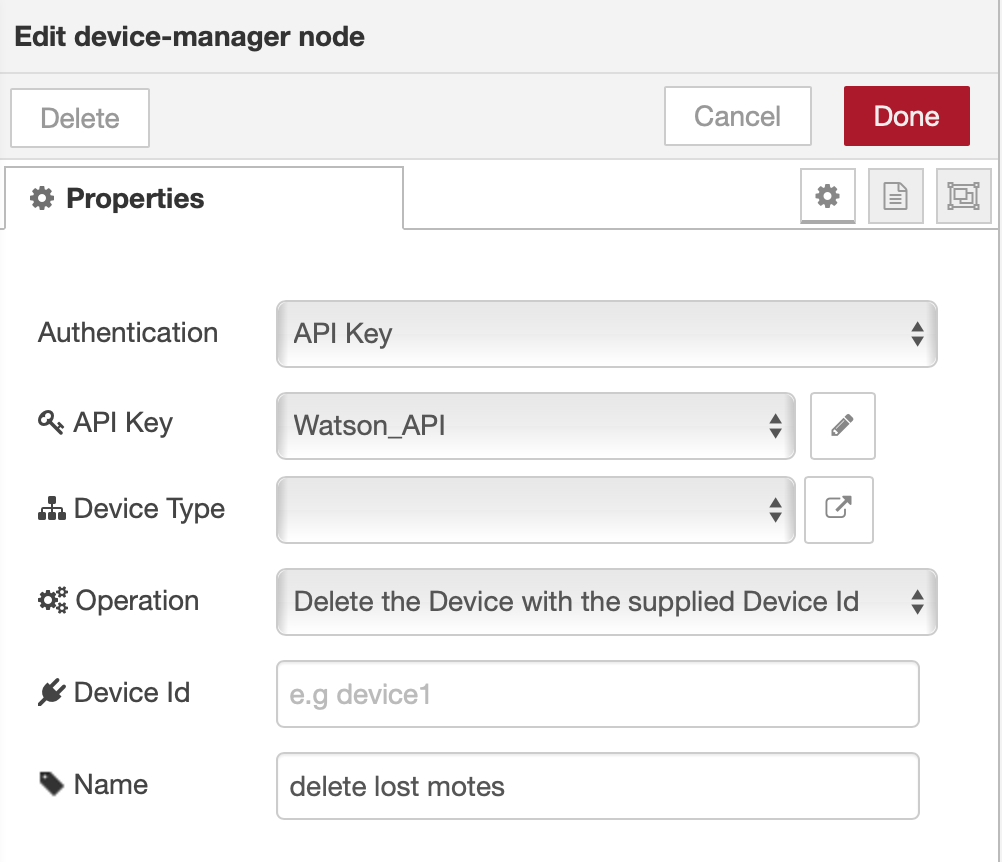 Edit device-manager node
Delete
Cancel
Done
Properties
Authentication
API Key
API Key
Watson_API
Device Type
Operation
Delete the Device with the supplied Device Id
Device Id
e.g device1
Name
delete lost motes